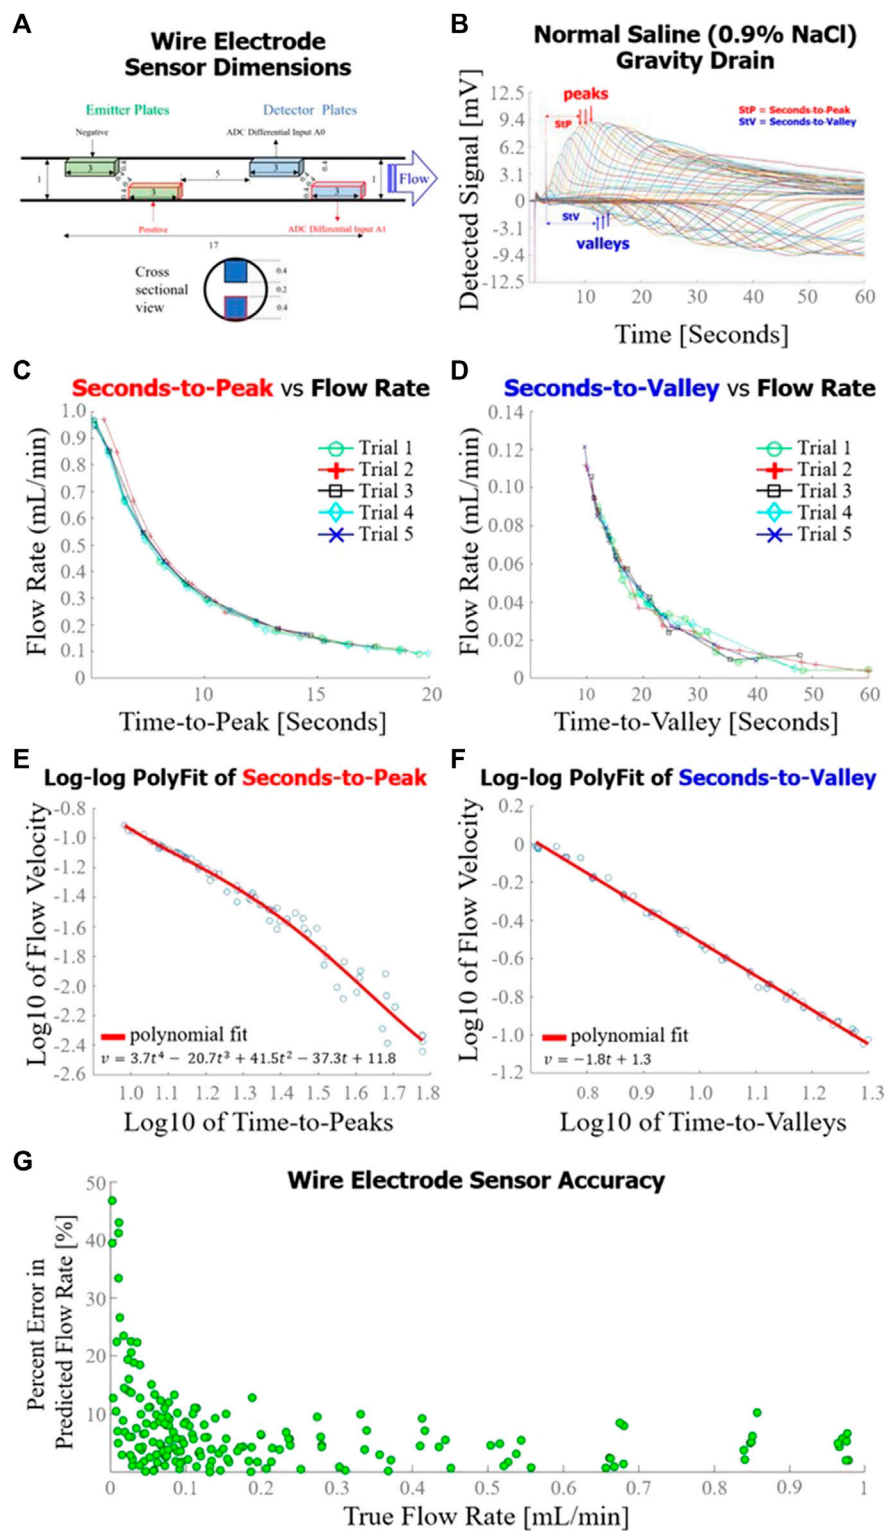 A
Wire Electrode
Sensor Dimensions
Emitter Plates
Detector Plates
Negative
ADC Differential Input A0
1
3
0.4
0.4
0.4
0.4
3
5
3
0.4
0.4
0.4
3
1
Flow
Positive
ADC Differential Input A1
17
Cross
sectional
view
0.4
0.2
0.4
B
Normal Saline (0.9% NaCl)
Gravity Drain
Detected Signal [mV]
12.5
9.4
6.2
3.1
0
-3.1
-9.4
-12.5
peaks
StP
StP = Seconds-to-Peak
StV = Seconds-to-Valley
StV
valleys
10 20 30 40 50 60
Time [Seconds]
C
Seconds-to-Peak vs Flow Rate
Flow Rate (mL/min)
1.0
0.9
0.8
0.7
0.6
0.5
0.4
0.3
0.2
0.1
0
Trial 1
Trial 2
Trial 3
Trial 4
Trial 5
10 15 20
Time-to-Peak [Seconds]
D
Seconds-to-Valley vs Flow Rate
Flow Rate (mL/min)
0.14
0.12
0.10
0.08
0.06
0.04
0.02
0
Trial 1
Trial 2
Trial 3
Trial 4
Trial 5
10 20 30 40 50 60
Time-to-Valley [Seconds]
E
Log-log PolyFit of Seconds-to-Peak
Log10 of Flow Velocity
-0.8
-1.0
-1.2
-1.4
-1.6
-1.8
-2.0
-2.2
-2.4
-2.6
polynomial fit
v = 3.7t⁴ − 20.7t³ + 41.5t² − 37.3t + 11.8
1.0 1.1 1.2 1.3 1.4 1.5 1.6 1.7 1.8
Log10 of Time-to-Peaks
F
Log-log PolyFit of Seconds-to-Valley
Log10 of Flow Velocity
0.2
0
-0.2
-0.4
-0.6
-0.8
-1.0
-1.2
polynomial fit
v = −1.8t + 1.3
0.8 0.9 1.0 1.1 1.2 1.3
Log10 of Time-to-Valleys
G
Wire Electrode Sensor Accuracy
Percent Error in
Predicted Flow Rate [%]
50
40
30
20
10
0 0.1 0.2 0.3 0.4 0.5 0.6 0.7 0.8 0.9 1
True Flow Rate [mL/min]